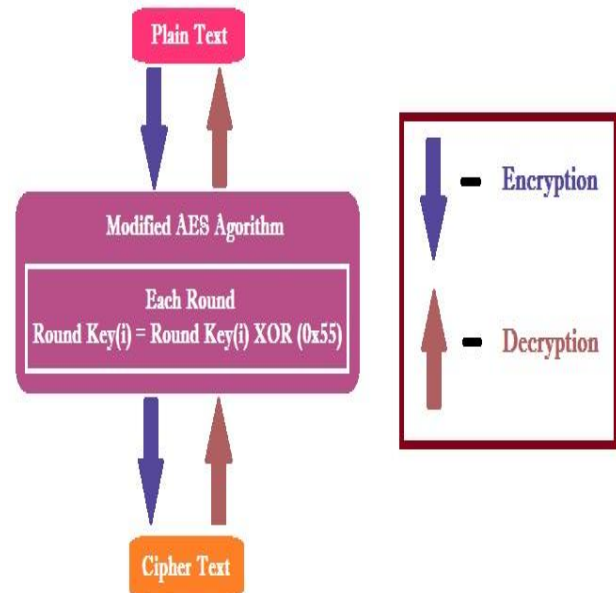 Plain Text
Modified AES Agorithm
Each Round
Round Key(i) = Round Key(i) XOR (0x55)
Cipher Text
- Encryption
- Decryption